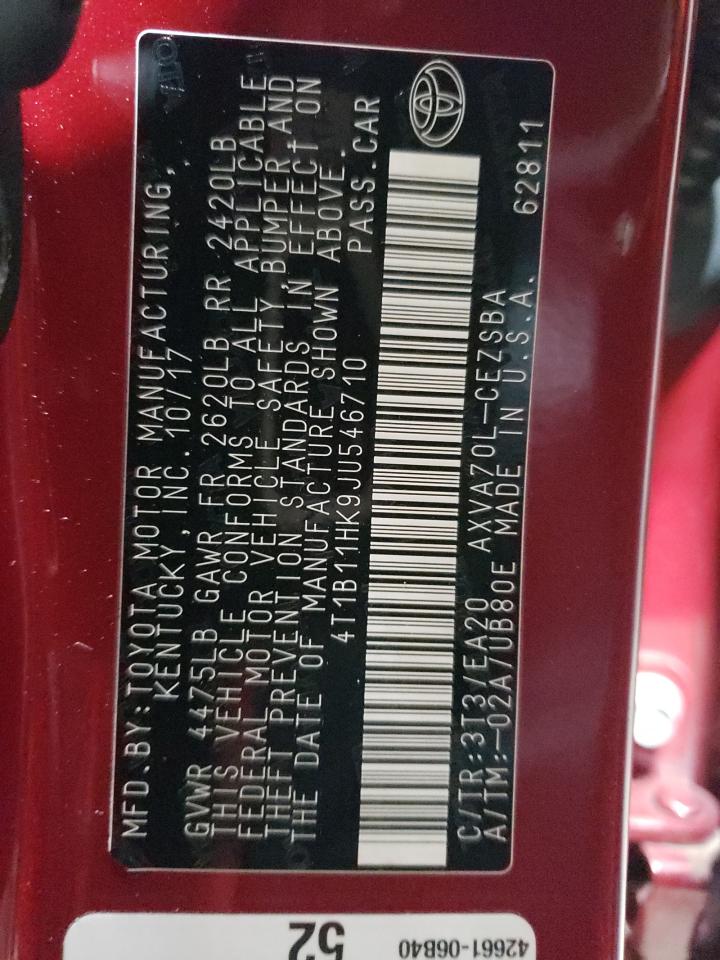 MFD.BY:TOYOTA MOTOR MANUFACTURING,
KENTUCKY,INC.10/17
GVWR 4475LB GAWR FR 2620LB RR 2420LB
THIS VEHICLE CONFORMS TO ALL APPLICABLE
FEDERAL MOTOR VEHICLE SAFETY,BUMPER,AND
THEFT PREVENTION STANDARDS IN EFFECT ON
THE DATE OF MANUFACTURE SHOWN ABOVE.
4T1B11HK9JU546710 PASS.CAR
C/TR:3T3/EA20 AXVA70L-CEZSBA
A/TM:-02A/UB80E MADE IN U.S.A. 62811
52
42661-06B40